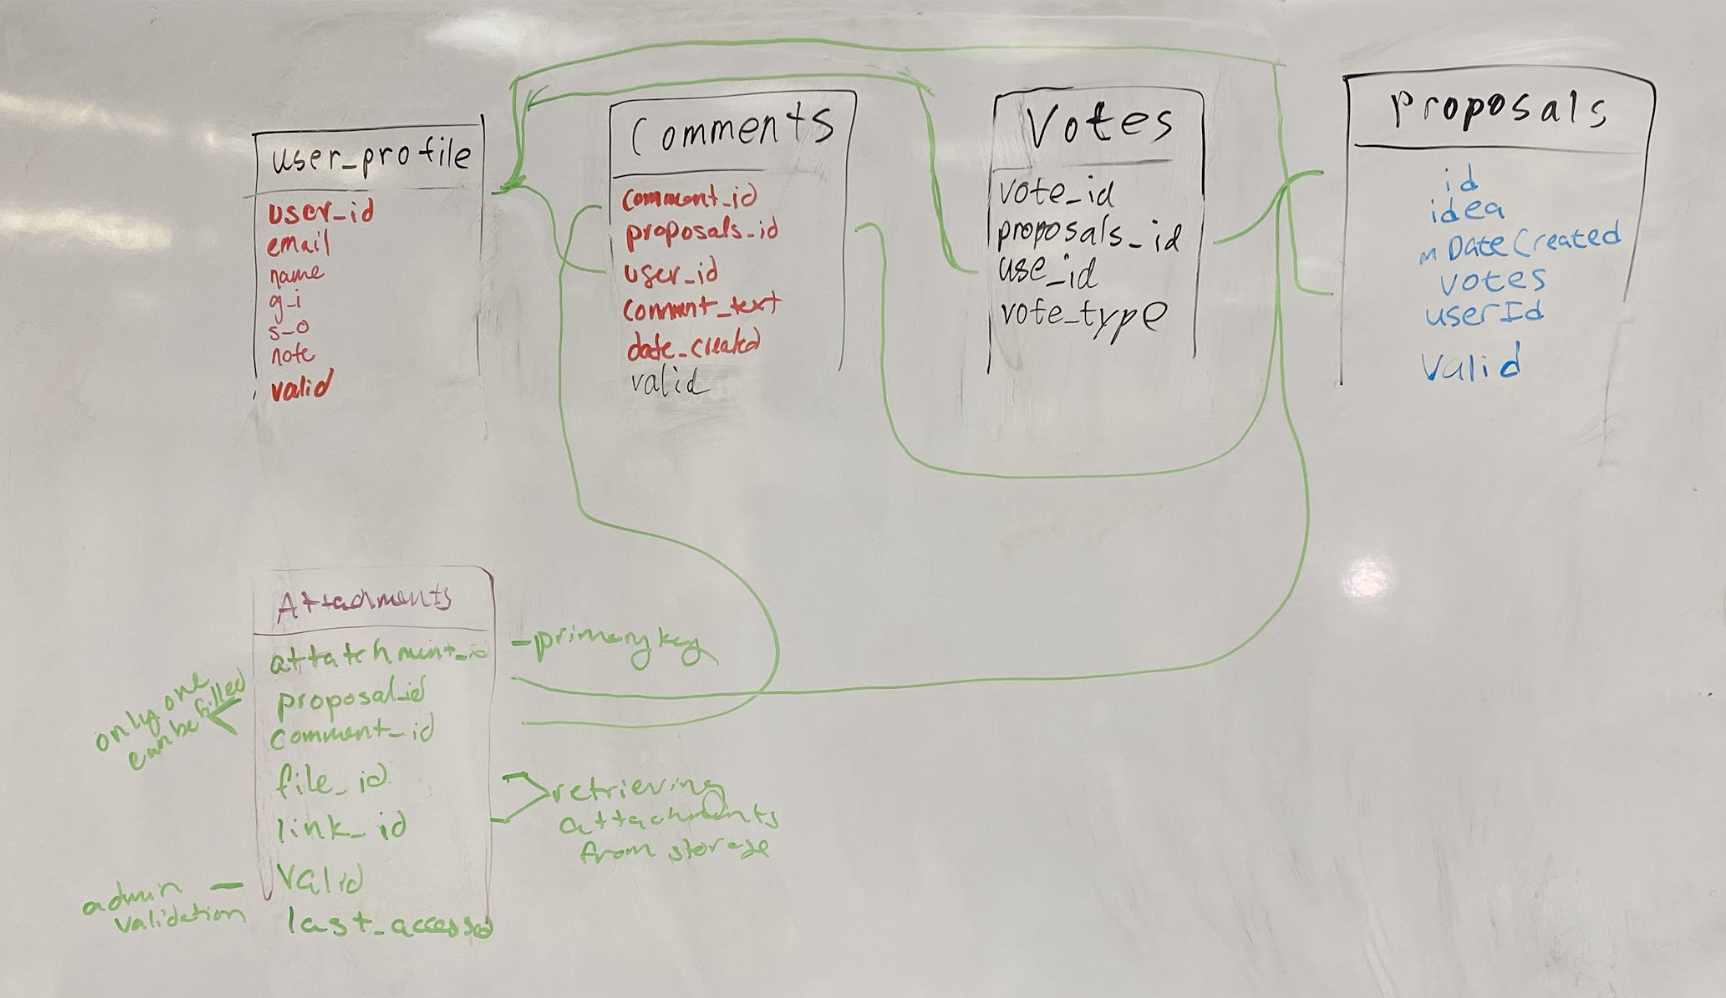 user_profile
user_id
email
name
g_i
s_o
note
valid
Comments
comment_id
proposals_id
user_id
comment_text
date_created
valid
Votes
vote_id
proposals_id
use_id
vote_type
proposals
id
idea
mDateCreated
votes
userId
Valid
Attachments
attatchment_id
proposal_id
comment_id
file_id
link_id
Valid
last_accessed
- primary key
only one
can be filled
retrieving
attachments
from storage
admin
validation